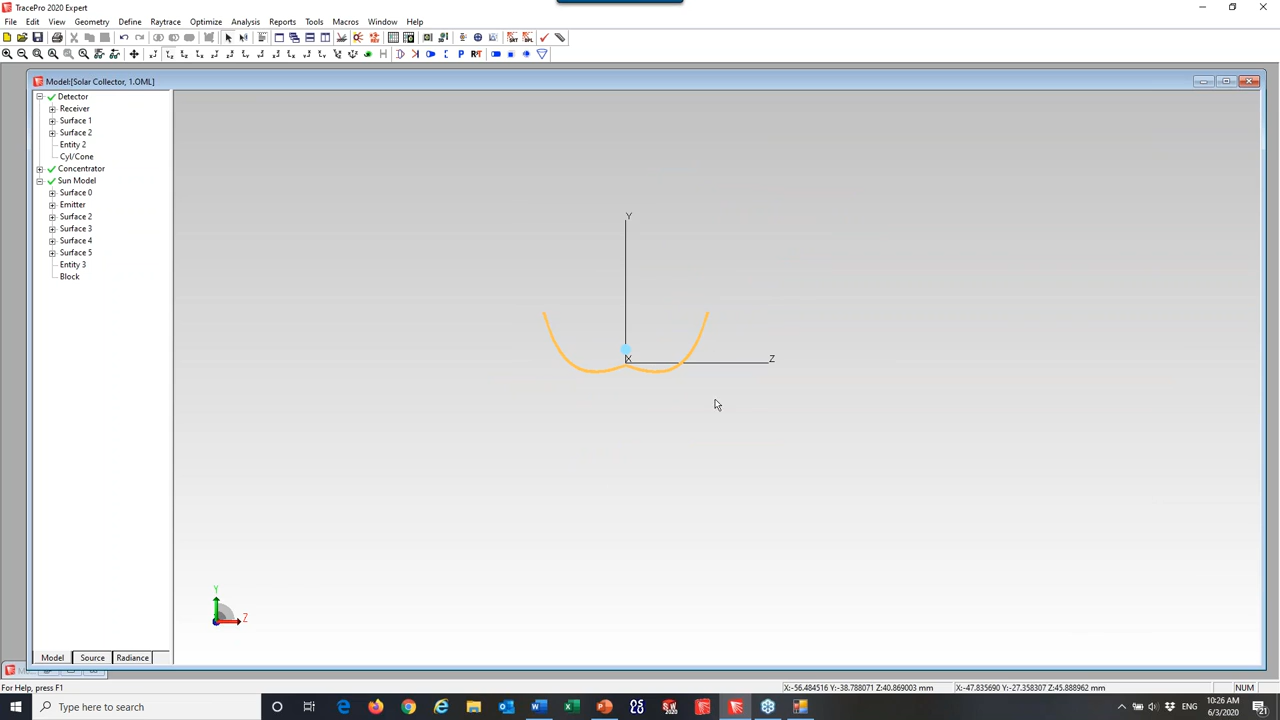 TracePro 2020 Expert
File Edit View Geometry Define Raytrace Optimize Analysis Reports Tools Macros Window Help
Model:[Solar Collector, 1.OML]
Detector
Receiver
Surface 1
Surface 2
Entity 2
Cyl/Cone
Concentrator
Sun Model
Surface 0
Emitter
Surface 2
Surface 3
Surface 4
Surface 5
Entity 3
Block
Y
X
Z
Y
Z
Model Source Radiance
For Help, press F1
X:-56.484516 Y:-38.788071 Z:40.869003 mm
X:-47.835690 Y:-27.358307 Z:45.888962 mm
NUM
Type here to search
ENG
10:26 AM
6/3/2020